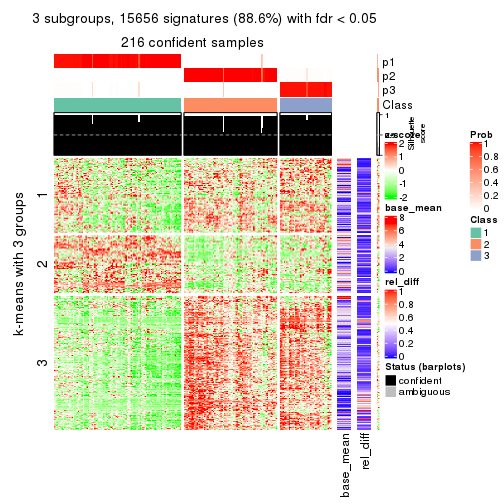 3 subgroups, 15656 signatures (88.6%) with fdr < 0.05
216 confident samples
p1
p2
p3
Class
1
Silhouette
score
k-means with 3 groups
1
2
3
z-score
2
1
0
-1
-2
base_mean
8
6
4
2
0
rel_diff
1
0.8
0.6
0.4
0.2
0
Status (barplots)
confident
ambiguous
Prob
1
0.8
0.6
0.4
0.2
0
Class
1
2
3
base_mean
rel_diff